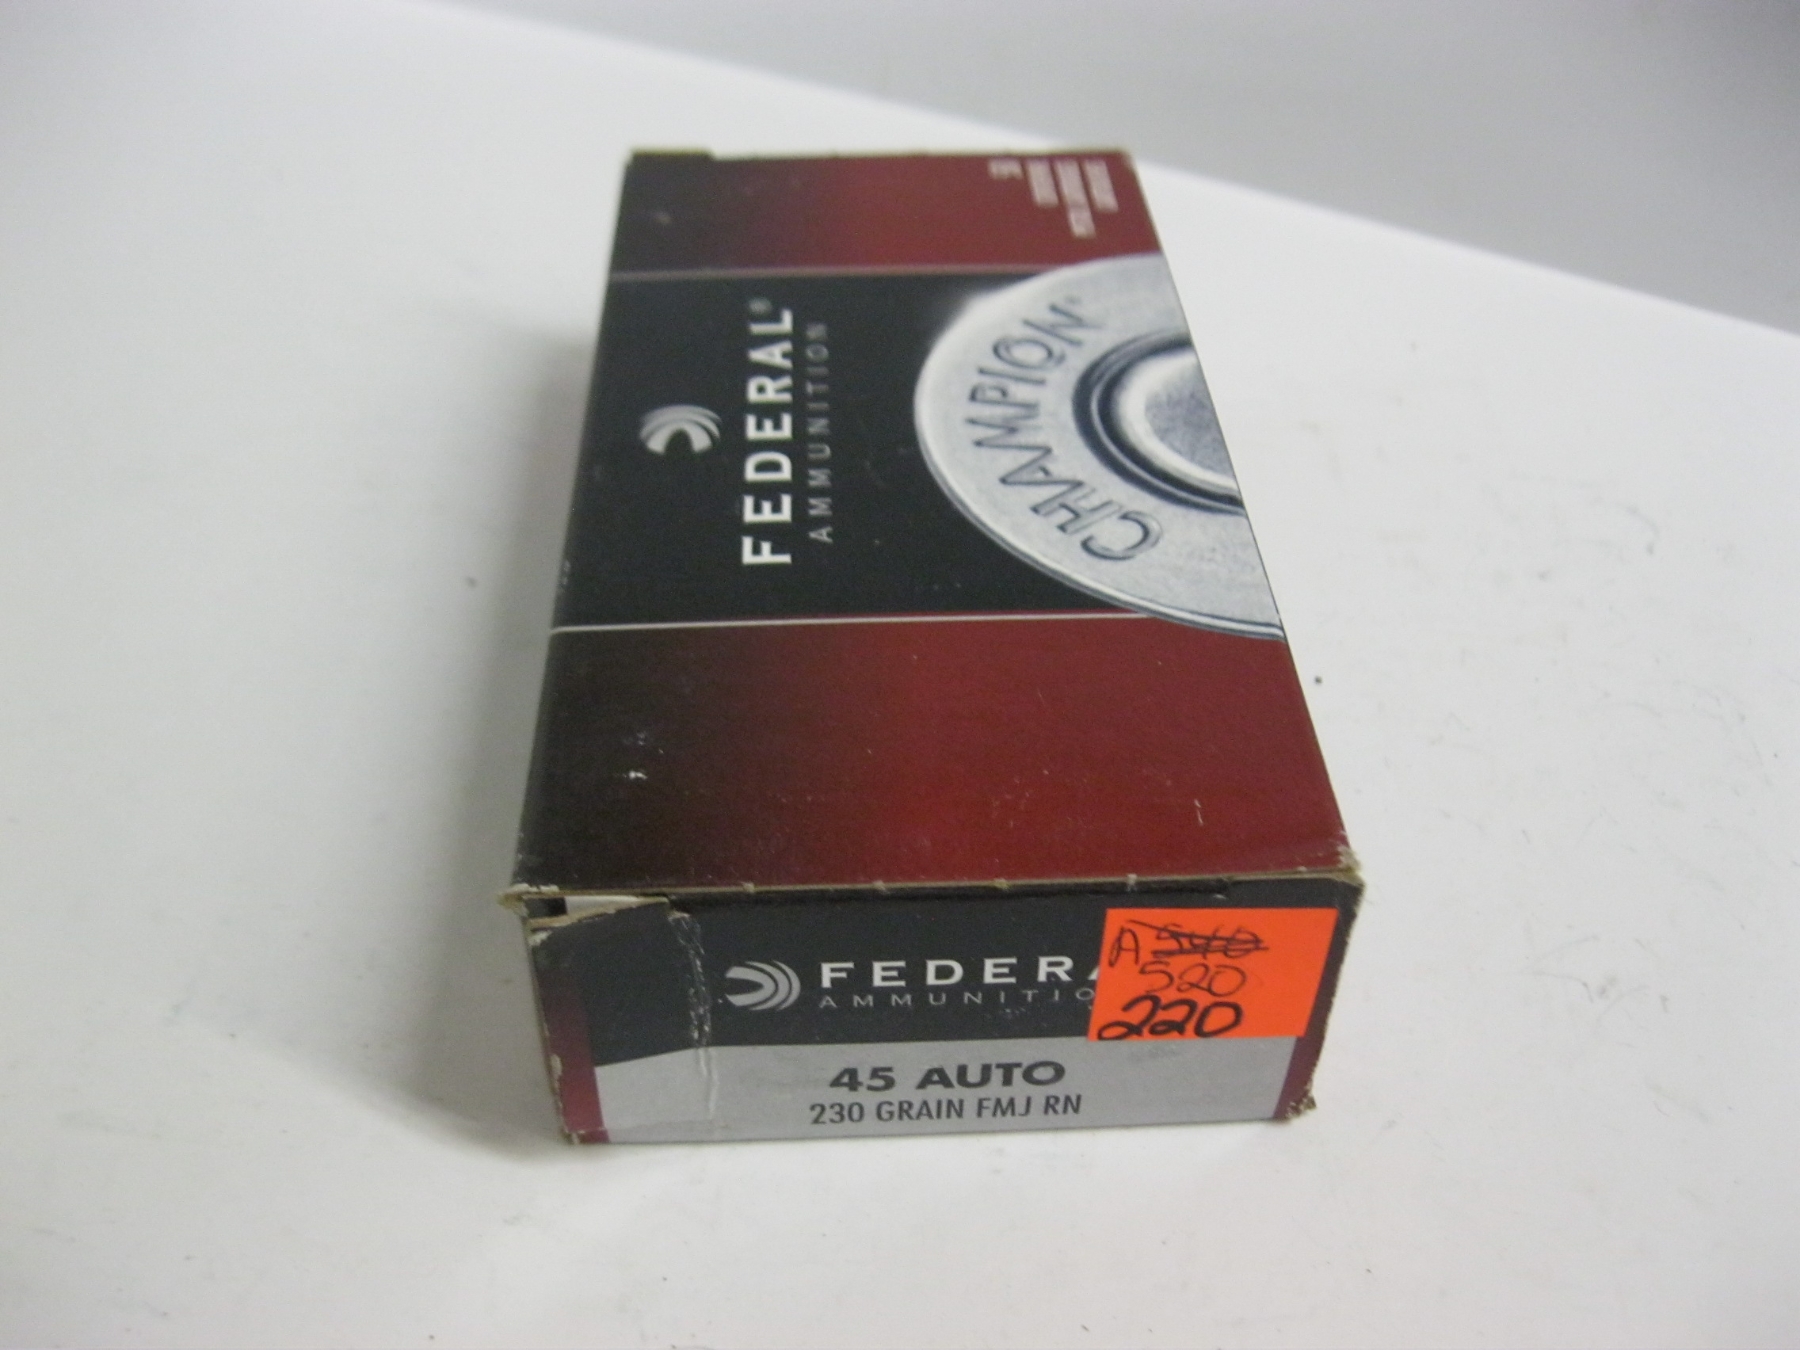 FEDERAL®
AMMUNITION
CHAMPION®
FEDERA
AMMUNITIO
A
520
220
45 AUTO
230 GRAIN FMJ RN